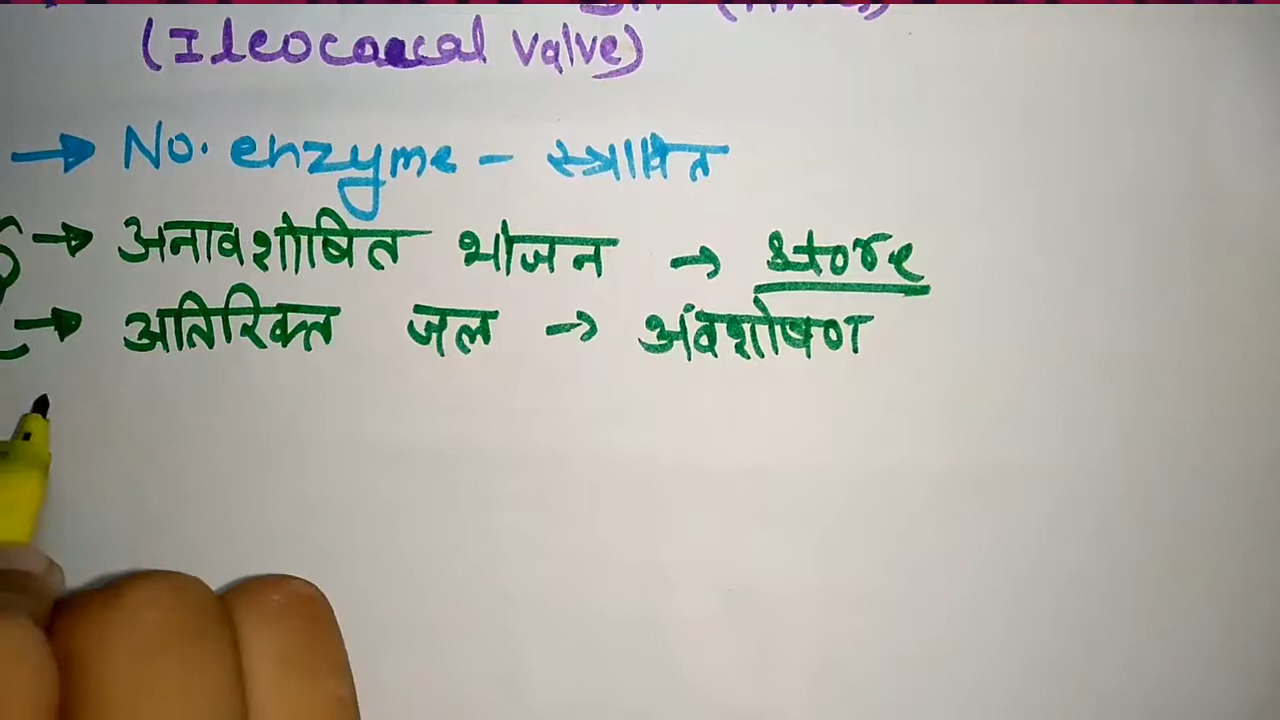 (Ileocaecal Valve)
→ No. enzyme - स्त्रावित
→ अनावशोषित भोजन → store
→ अतिरिक्त जल → अवशोषण